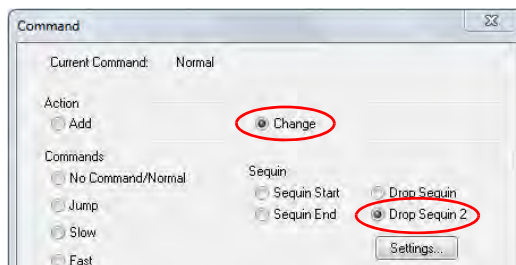 Command
Current Command: Normal
Action
Add Change
Commands
No Command/Normal
Jump
Slow
Fast
Sequin
Sequin Start Drop Sequin
Sequin End Drop Sequin 2
Settings...